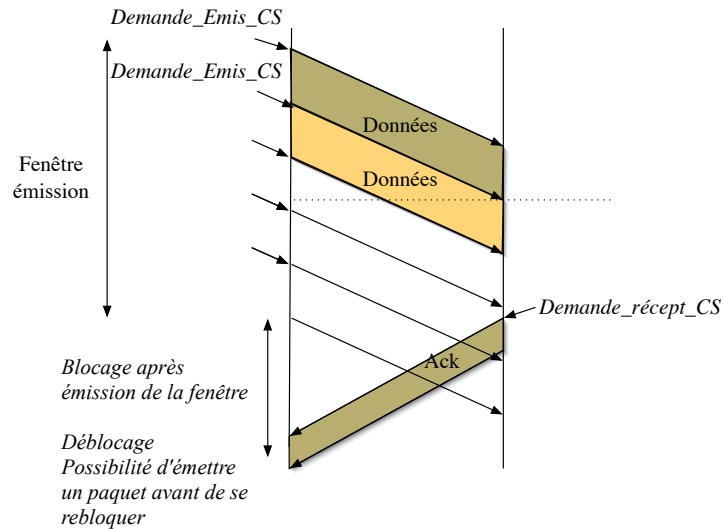 Demande_Emis_CS
Demande_Emis_CS
Données
Fenêtre
émission
Données
Demande_récept_CS
Ack
Blocage après
émission de la fenêtre
Déblocage
Possibilité d'émettre
un paquet avant de se
rebloquer